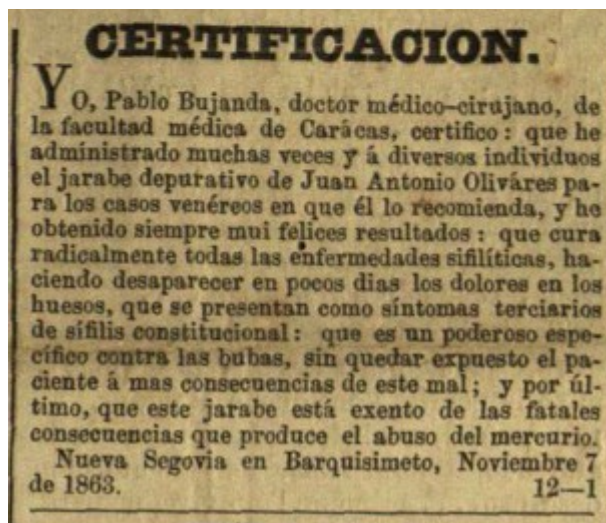 CERTIFICACION.
YO, Pablo Bujanda, doctor médico-cirujano, de
la facultad médica de Carácas, certifico: que he
administrado muchas veces y á diversos individuos
el jarabe depurativo de Juan Antonio Oliváres pa-
ra los casos venéreos en que él lo recomienda, y he
obtenido siempre mui felices resultados: que cura
radicalmente todas las enfermedades sifilíticas, ha-
ciendo desaparecer en pocos dias los dolores en los
huesos, que se presentan como síntomas terciarios
de sífilis constitucional: que es un poderoso espe-
cífico contra las bubas, sin quedar expuesto el pa-
ciente á mas consecuencias de este mal; y por úl-
timo, que este jarabe está exento de las fatales
consecuencias que produce el abuso del mercurio.
Nueva Segovia en Barquisimeto, Noviembre 7
de 1863. 12—1